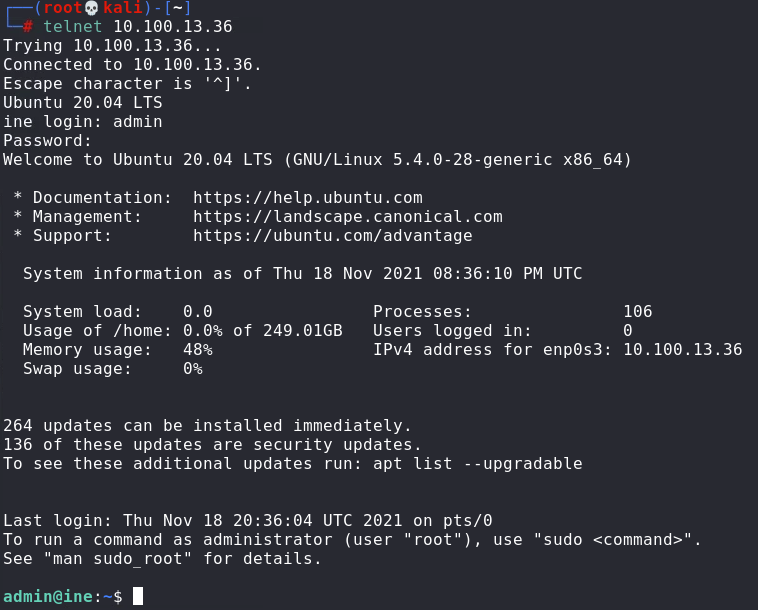 ┌──(root💀kali)-[~]
└─# telnet 10.100.13.36
Trying 10.100.13.36...
Connected to 10.100.13.36.
Escape character is '^]'.
Ubuntu 20.04 LTS
ine login: admin
Password:
Welcome to Ubuntu 20.04 LTS (GNU/Linux 5.4.0-28-generic x86_64)
 * Documentation:  https://help.ubuntu.com
 * Management:     https://landscape.canonical.com
 * Support:        https://ubuntu.com/advantage
  System information as of Thu 18 Nov 2021 08:36:10 PM UTC
  System load:    0.0                Processes:               106
  Usage of /home: 0.0% of 249.01GB   Users logged in:         0
  Memory usage:   48%                IPv4 address for enp0s3: 10.100.13.36
  Swap usage:     0%
264 updates can be installed immediately.
136 of these updates are security updates.
To see these additional updates run: apt list --upgradable
Last login: Thu Nov 18 20:36:04 UTC 2021 on pts/0
To run a command as administrator (user "root"), use "sudo <command>".
See "man sudo_root" for details.
admin@ine:~$